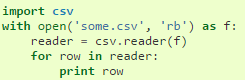 import csv
with open('some.csv', 'rb') as f:
    reader = csv.reader(f)
    for row in reader:
        print row